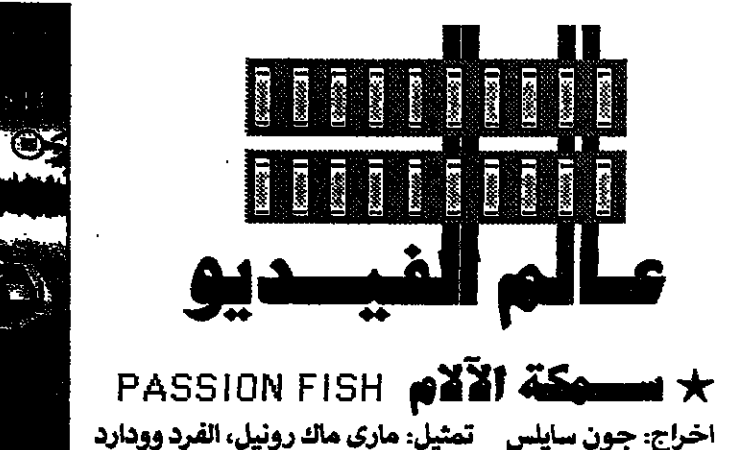 عالم الفيديو
★ سمكة الآلام PASSION FISH
اخراج: جون سايلس تمثيل: مارى ماك رونيل، الفرد وودارد